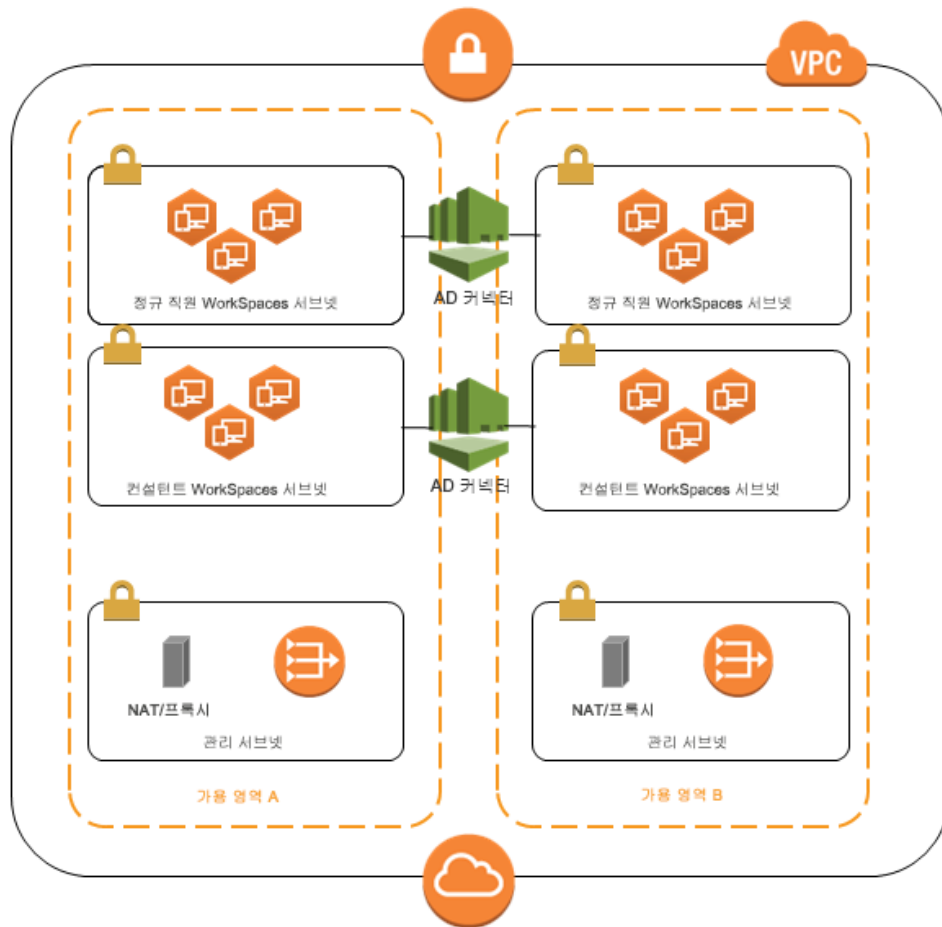 VPC
정규 직원 WorkSpaces 서브넷
AD 커넥터
정규 직원 WorkSpaces 서브넷
컨설턴트 WorkSpaces 서브넷
AD 커넥터
컨설턴트 WorkSpaces 서브넷
NAT/프록시
관리 서브넷
NAT/프록시
관리 서브넷
가용 영역 A
가용 영역 B